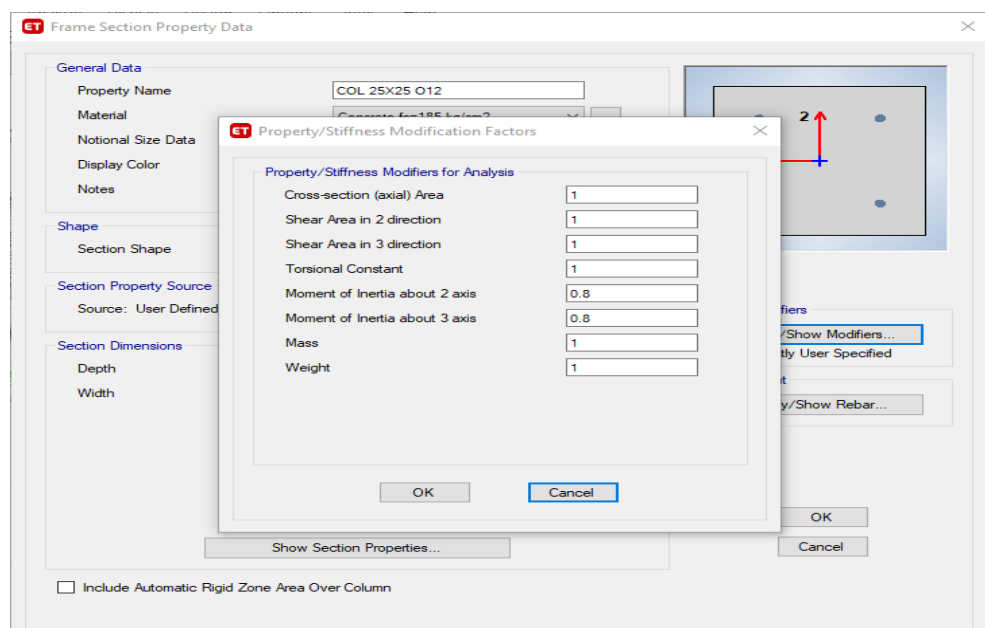 ET Frame Section Property Data
General Data
Property Name COL 25X25 O12
Material
Notional Size Data
Display Color
Notes
Shape
Section Shape
Section Property Source
Source: User Defined
Section Dimensions
Depth
Width
Show Section Properties...
Include Automatic Rigid Zone Area Over Column
ET Property/Stiffness Modification Factors
Property/Stiffness Modifiers for Analysis
Cross-section (axial) Area 1
Shear Area in 2 direction 1
Shear Area in 3 direction 1
Torsional Constant 1
Moment of Inertia about 2 axis 0.8
Moment of Inertia about 3 axis 0.8
Mass 1
Weight 1
OK Cancel
2
fiers
/Show Modifiers...
tly User Specified
t
y/Show Rebar...
OK
Cancel